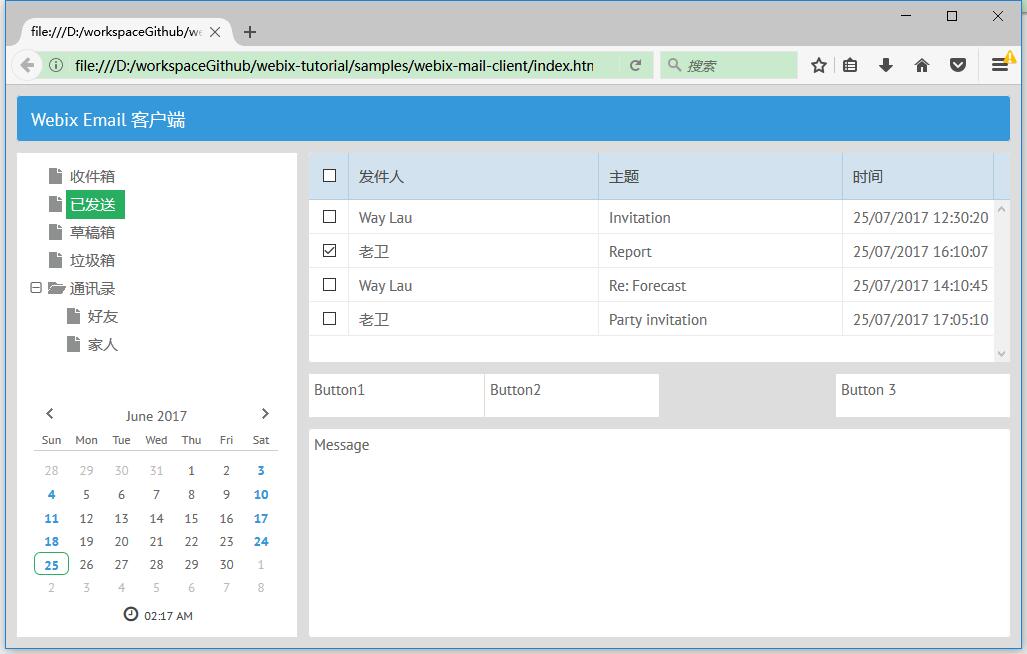 file:///D:/workspaceGithub/we
file:///D:/workspaceGithub/webix-tutorial/samples/webix-mail-client/index.htm
搜索
Webix Email 客户端
收件箱
已发送
草稿箱
垃圾箱
通讯录
好友
家人
June 2017
Sun Mon Tue Wed Thu Fri Sat
28 29 30 31 1 2 3
4 5 6 7 8 9 10
11 12 13 14 15 16 17
18 19 20 21 22 23 24
25 26 27 28 29 30 1
2 3 4 5 6 7 8
02:17 AM
发件人 主题 时间
Way Lau Invitation 25/07/2017 12:30:20
老卫 Report 25/07/2017 16:10:07
Way Lau Re: Forecast 25/07/2017 14:10:45
老卫 Party invitation 25/07/2017 17:05:10
Button1 Button2 Button 3
Message